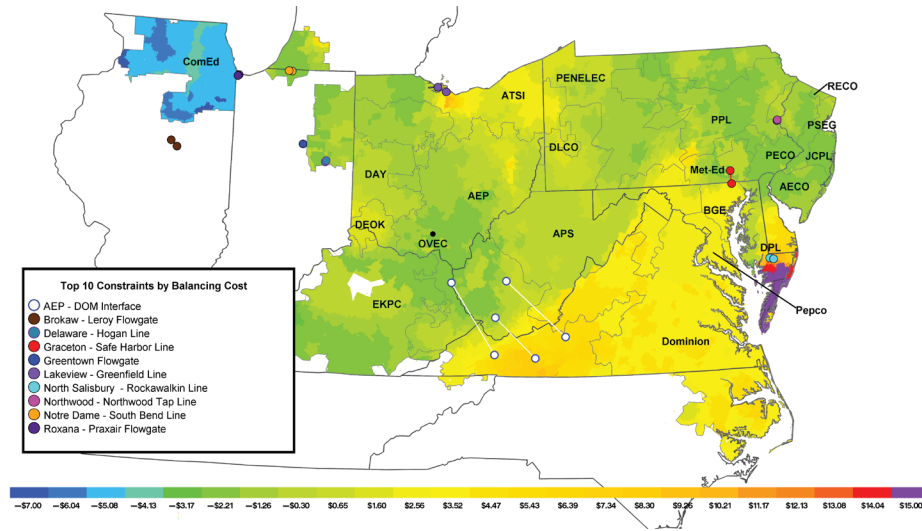 ComEd
PENELEC
ATSI
RECO
PPL
PSEG
DLCO
PECO
JCPL
Met-Ed
DAY
AEP
AECO
BGE
DEOK
OVEC
APS
DPL
Pepco
EKPC
Dominion
Top 10 Constraints by Balancing Cost
AEP - DOM Interface
Brokaw - Leroy Flowgate
Delaware - Hogan Line
Graceton - Safe Harbor Line
Greentown Flowgate
Lakeview - Greenfield Line
North Salisbury - Rockawalkin Line
Northwood - Northwood Tap Line
Notre Dame - South Bend Line
Roxana - Praxair Flowgate
–$7.00 –$6.04 –$5.08 –$4.13 –$3.17 –$2.21 –$1.26 –$0.30 $0.65 $1.60 $2.56 $3.52 $4.47 $5.43 $6.39 $7.34 $8.30 $9.26 $10.21 $11.17 $12.13 $13.08 $14.04 $15.00